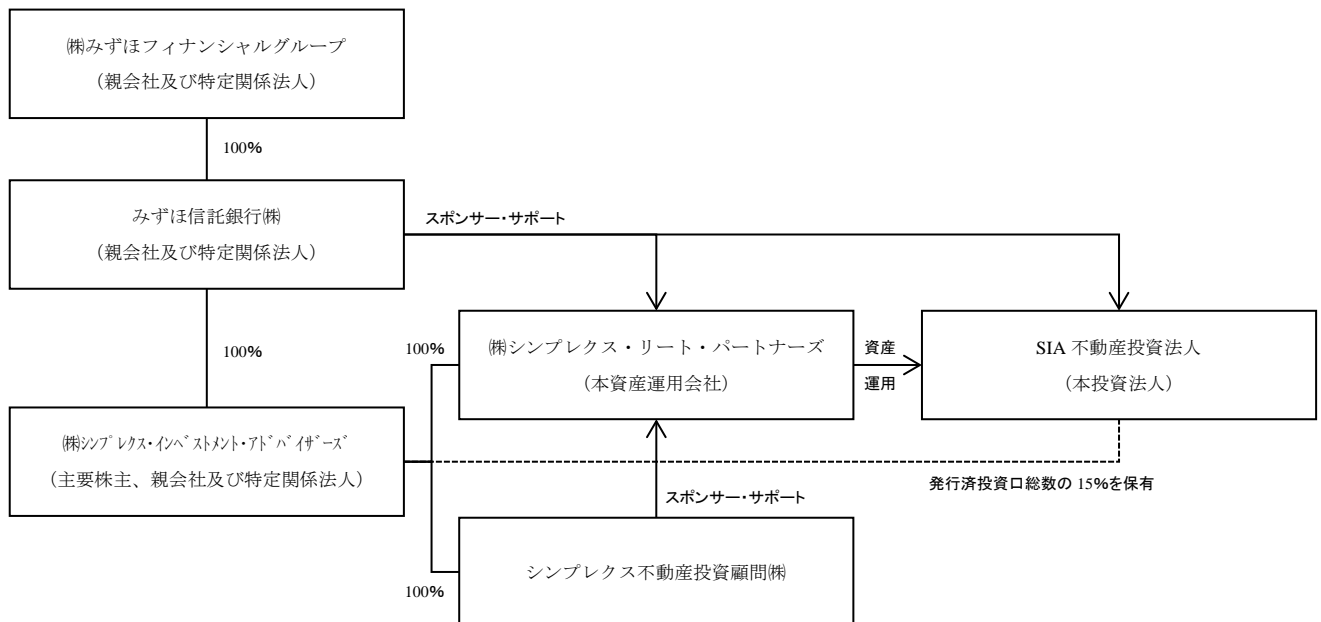 ㈱みずほフィナンシャルグループ
（親会社及び特定関係法人）
100%
みずほ信託銀行㈱
（親会社及び特定関係法人）
スポンサー・サポート
100%
100%
㈱シンプレクス・リート・パートナーズ
（本資産運用会社）
資産
運用
SIA 不動産投資法人
（本投資法人）
㈱ｼﾝﾌﾟﾚｸｽ・ｲﾝﾍﾞｽﾄﾒﾝﾄ・ｱﾄﾞﾊﾞｲｻﾞｰｽﾞ
（主要株主、親会社及び特定関係法人）
発行済投資口総数の 15%を保有
スポンサー・サポート
シンプレクス不動産投資顧問㈱
100%